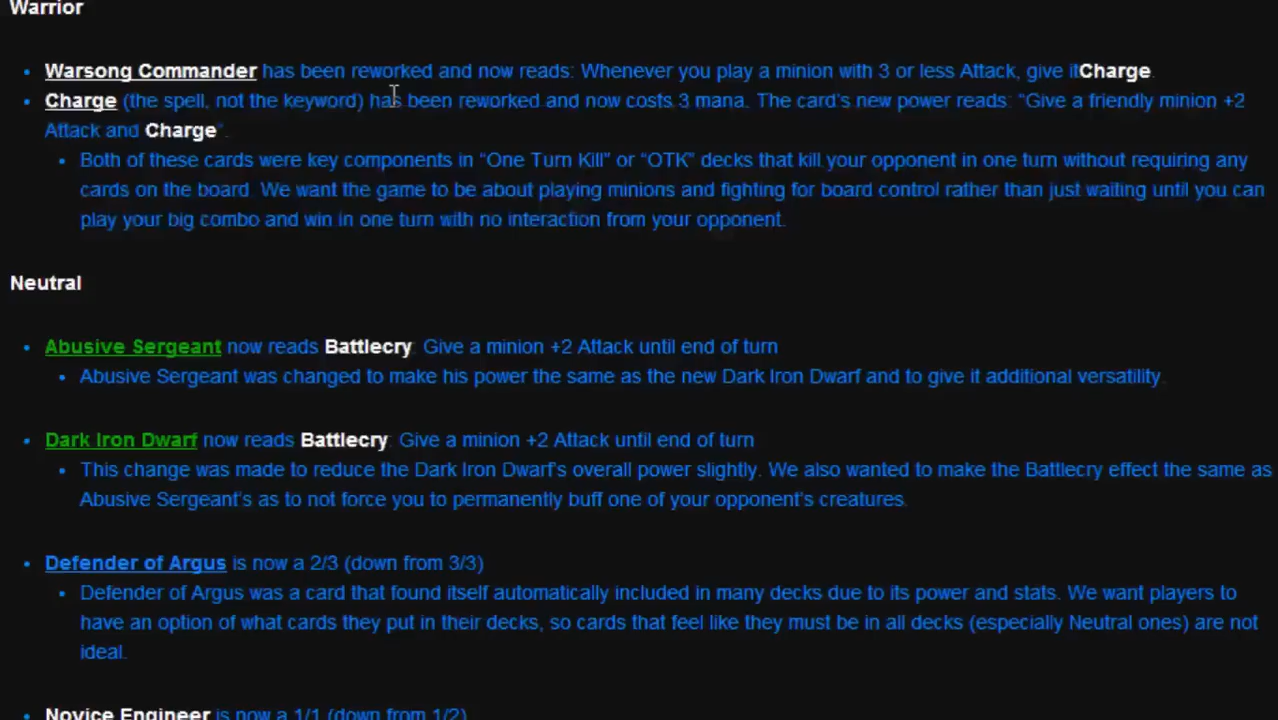 Warrior
Warsong Commander has been reworked and now reads: Whenever you play a minion with 3 or less Attack, give itCharge.
Charge (the spell, not the keyword) has been reworked and now costs 3 mana. The card's new power reads: “Give a friendly minion +2
Attack and Charge”.
Both of these cards were key components in “One Turn Kill” or “OTK” decks that kill your opponent in one turn without requiring any
cards on the board. We want the game to be about playing minions and fighting for board control rather than just waiting until you can
play your big combo and win in one turn with no interaction from your opponent.
Neutral
Abusive Sergeant now reads Battlecry: Give a minion +2 Attack until end of turn
Abusive Sergeant was changed to make his power the same as the new Dark Iron Dwarf and to give it additional versatility.
Dark Iron Dwarf now reads Battlecry: Give a minion +2 Attack until end of turn
This change was made to reduce the Dark Iron Dwarf's overall power slightly. We also wanted to make the Battlecry effect the same as
Abusive Sergeant's as to not force you to permanently buff one of your opponent's creatures.
Defender of Argus is now a 2/3 (down from 3/3)
Defender of Argus was a card that found itself automatically included in many decks due to its power and stats. We want players to
have an option of what cards they put in their decks, so cards that feel like they must be in all decks (especially Neutral ones) are not
ideal.
Novice Engineer is now a 1/1 (down from 1/2)